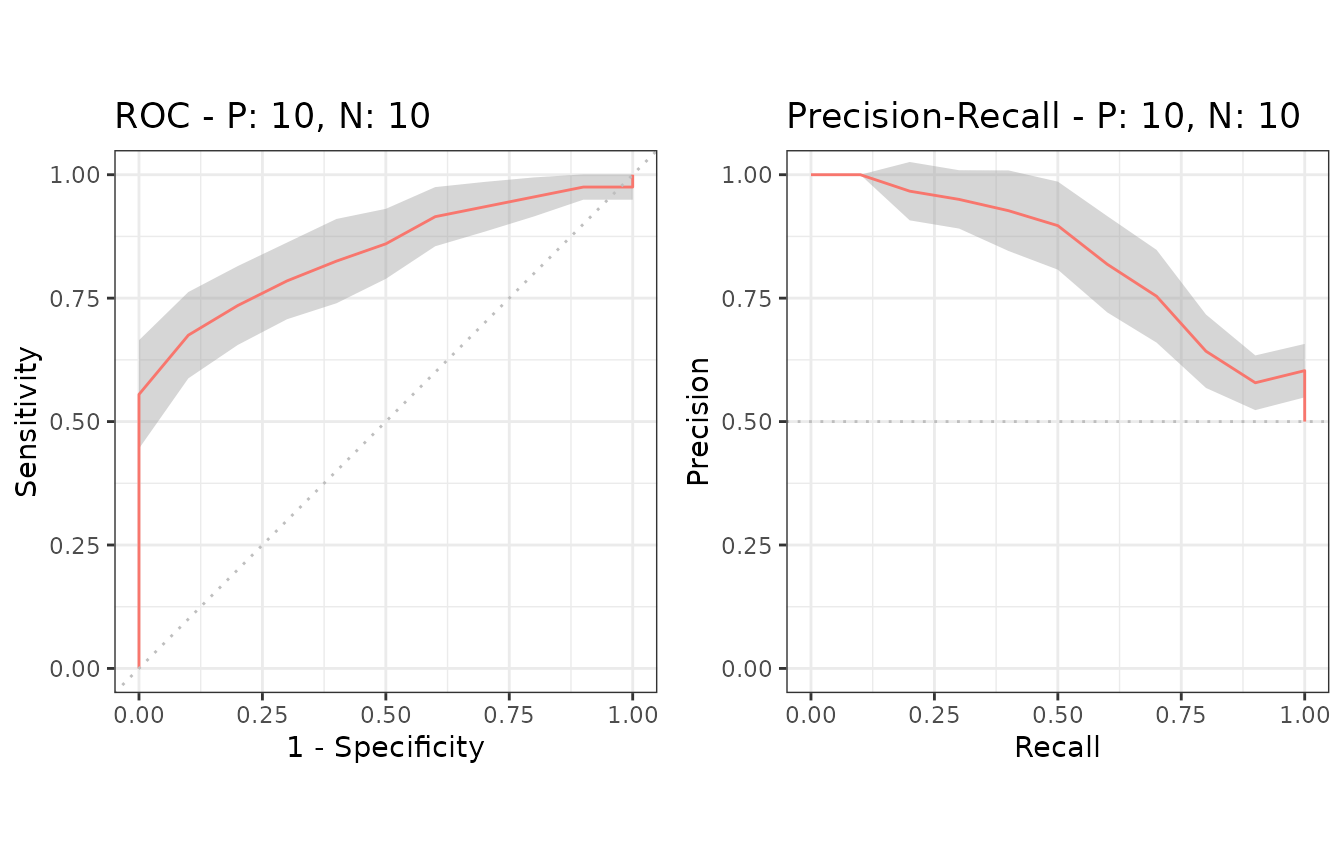 ROC - P: 10, N: 10
1.00
0.75
0.50
0.25
0.00
Sensitivity
0.00 0.25 0.50 0.75 1.00
1 - Specificity
Precision-Recall - P: 10, N: 10
1.00
0.75
0.50
0.25
0.00
Precision
0.00 0.25 0.50 0.75 1.00
Recall